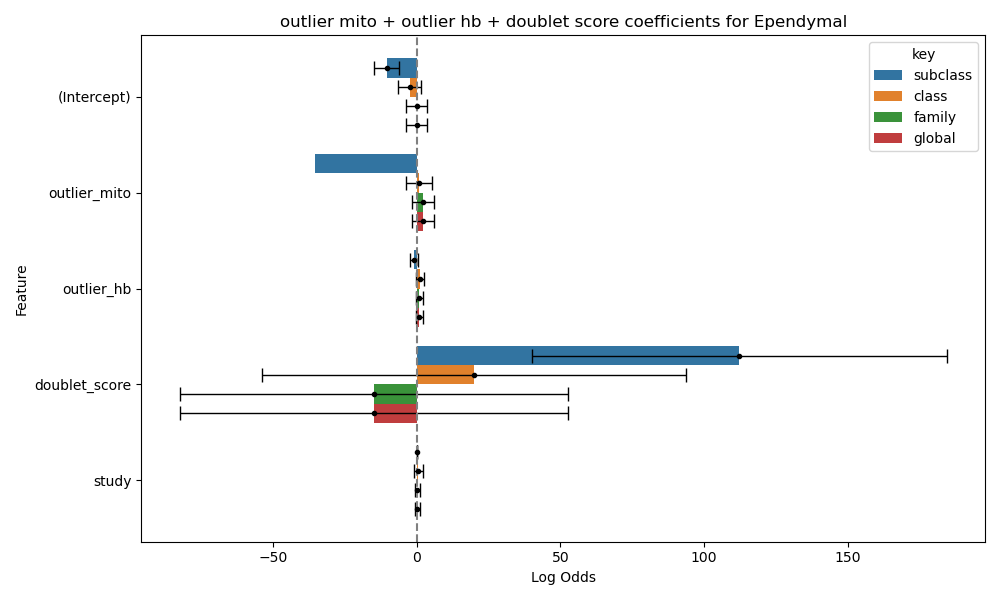 outlier mito + outlier hb + doublet score coefficients for Ependymal
key
subclass
class
family
global
(Intercept)
outlier_mito
outlier_hb
doublet_score
study
Feature
−50
0
50
100
150
Log Odds